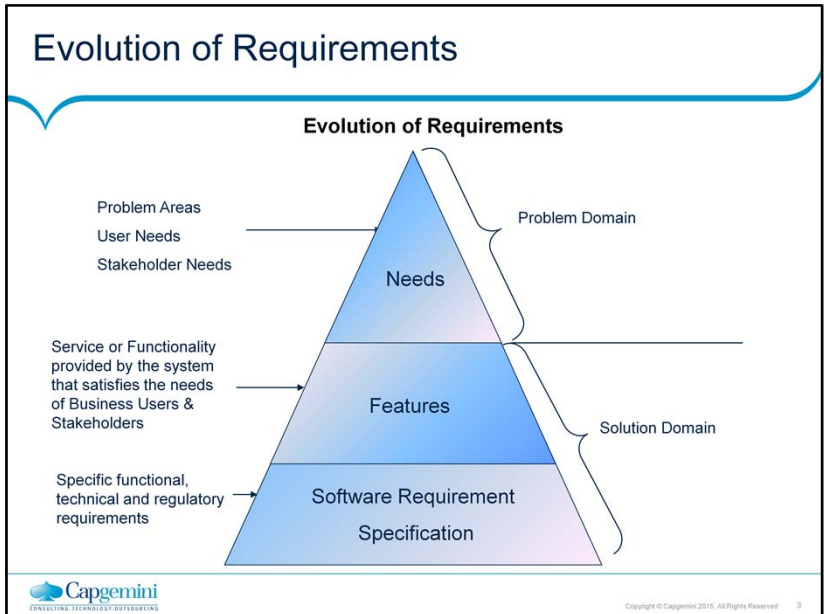 Evolution of Requirements
Evolution of Requirements
Problem Areas
User Needs
Stakeholder Needs
Problem Domain
Needs
Service or Functionality
provided by the system
that satisfies the needs
of Business Users &
Stakeholders
Features
Solution Domain
Specific functional,
technical and regulatory
requirements
Software Requirement
Specification
Capgemini
CONSULTING.TECHNOLOGY.OUTSOURCING
Copyright © Capgemini 2015. All Rights Reserved 3